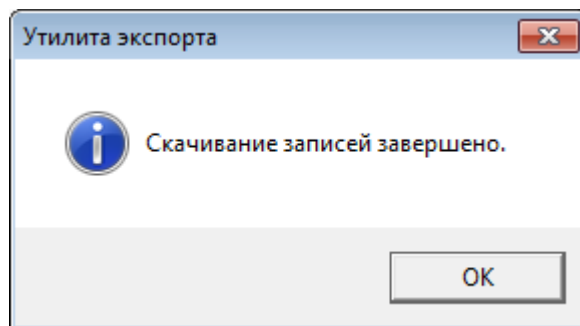 Утилита экспорта
Скачивание записей завершено.
OK